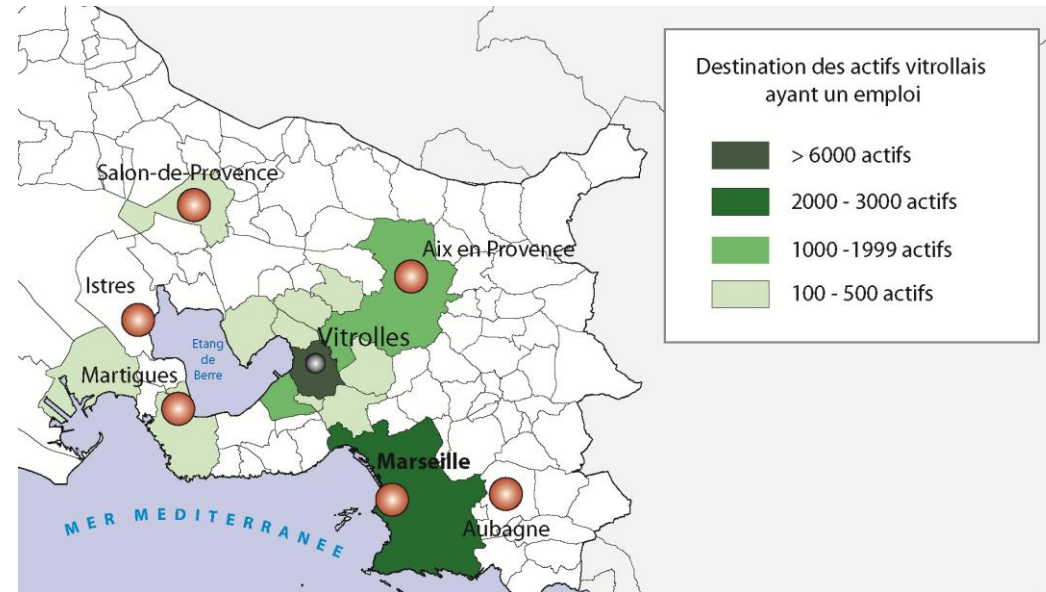 Destination des actifs vitrollais
ayant un emploi
> 6000 actifs
2000 - 3000 actifs
1000 -1999 actifs
100 - 500 actifs
Salon-de-Provence
Aix en Provence
Istres
Vitrolles
Etang
de
Berre
Martigues
Marseille
Aubagne
MER MEDITERRANEE